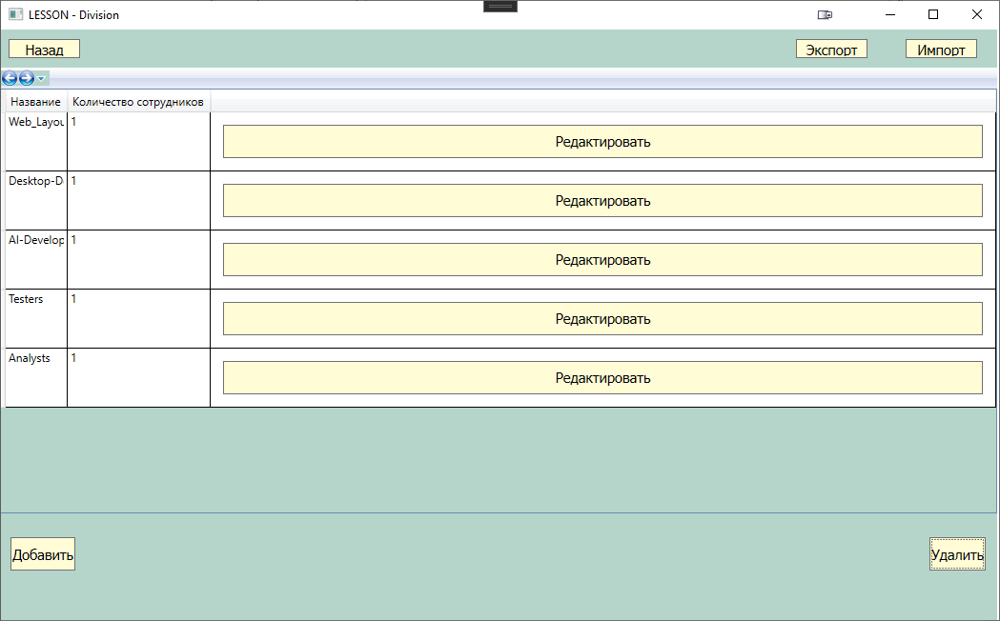 LESSON - Division
Назад
Экспорт
Импорт
Название Количество сотрудников
Web_Layou 1 Редактировать
Desktop-D 1 Редактировать
AI-Develop 1 Редактировать
Testers 1 Редактировать
Analysts 1 Редактировать
Добавить
Удалить